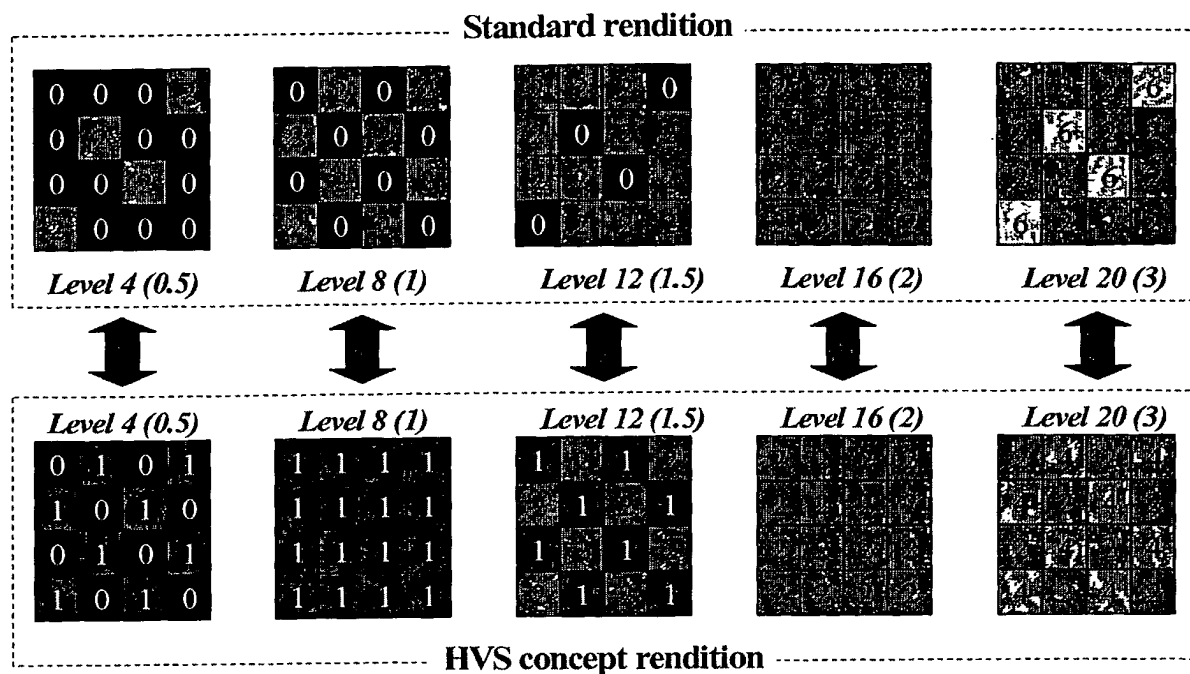 Standard rendition
0 0 0 0 0 0
0 0 0 0 0 0
0 0 0 0 0 0 6
0 0 0 0 0 0 6
Level 4 (0.5) Level 8 (1) Level 12 (1.5) Level 16 (2) Level 20 (3)
Level 4 (0.5) Level 8 (1) Level 12 (1.5) Level 16 (2) Level 20 (3)
0 1 0 1 1 1 1 1 1 1
1 0 1 0 1 1 1 1 1 1
0 1 0 1 1 1 1 1 1 1
1 0 1 0 1 1 1 1 1 1
HVS concept rendition